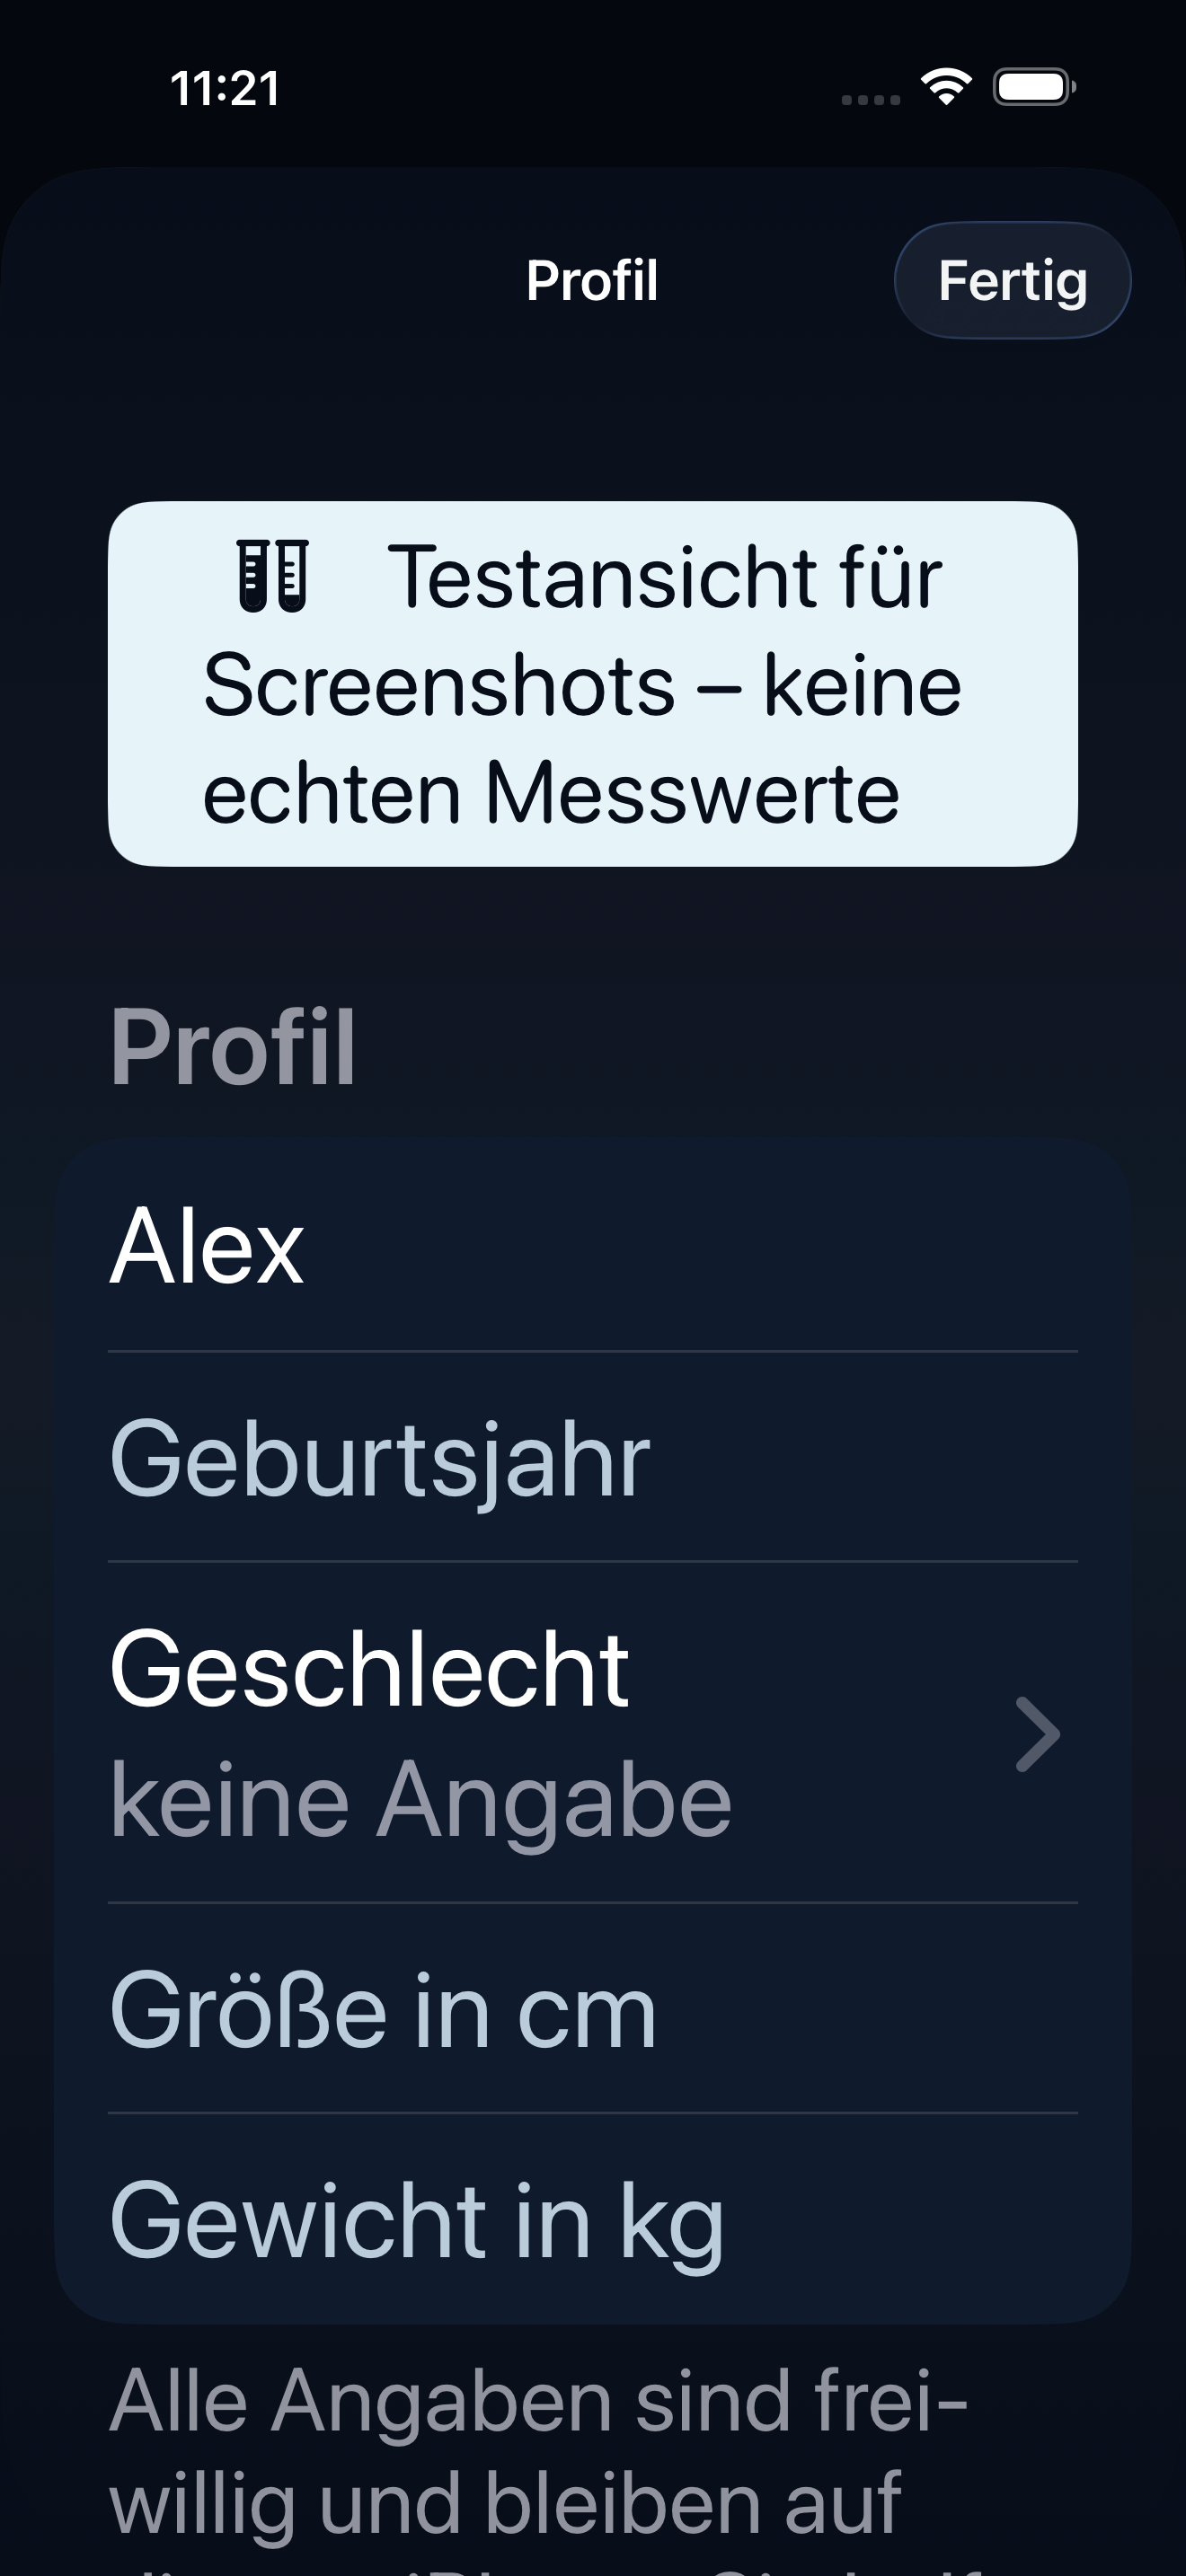 11:21
Profil
Fertig
Testansicht für
Screenshots – keine
echten Messwerte
Profil
Alex
Geburtsjahr
Geschlecht
keine Angabe
Größe in cm
Gewicht in kg
Alle Angaben sind frei-
willig und bleiben auf